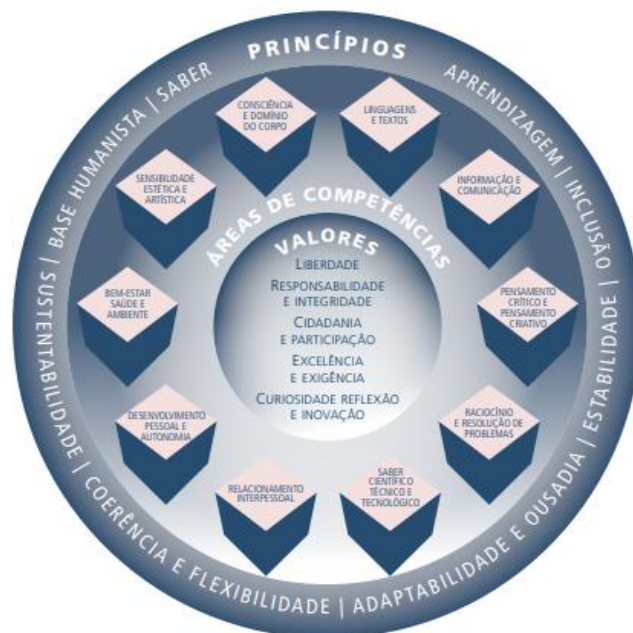 PRINCÍPIOS
BASE HUMANISTA | SABER
APRENDIZAGEM | INCLUSÃO |
ESTABILIDADE |
ADAPTABILIDADE E OUSADIA |
COERÊNCIA E FLEXIBILIDADE |
SUSTENTABILIDADE |
CONSCIÊNCIA
E DOMÍNIO
DO CORPO
LINGUAGENS
E TEXTOS
INFORMAÇÃO E
COMUNICAÇÃO
PENSAMENTO
CRÍTICO E
PENSAMENTO
CRIATIVO
RACIOCÍNIO
E RESOLUÇÃO DE
PROBLEMAS
SABER
CIENTÍFICO
TÉCNICO E
TECNOLÓGICO
RELACIONAMENTO
INTERPESSOAL
DESENVOLVIMENTO
PESSOAL E
AUTONOMIA
BEM-ESTAR
SAÚDE E
AMBIENTE
SENSIBILIDADE
ESTÉTICA E
ARTÍSTICA
ÁREAS DE COMPETÊNCIAS
VALORES
LIBERDADE
RESPONSABILIDADE
E INTEGRIDADE
CIDADANIA
E PARTICIPAÇÃO
EXCELÊNCIA
E EXIGÊNCIA
CURIOSIDADE REFLEXÃO
E INOVAÇÃO